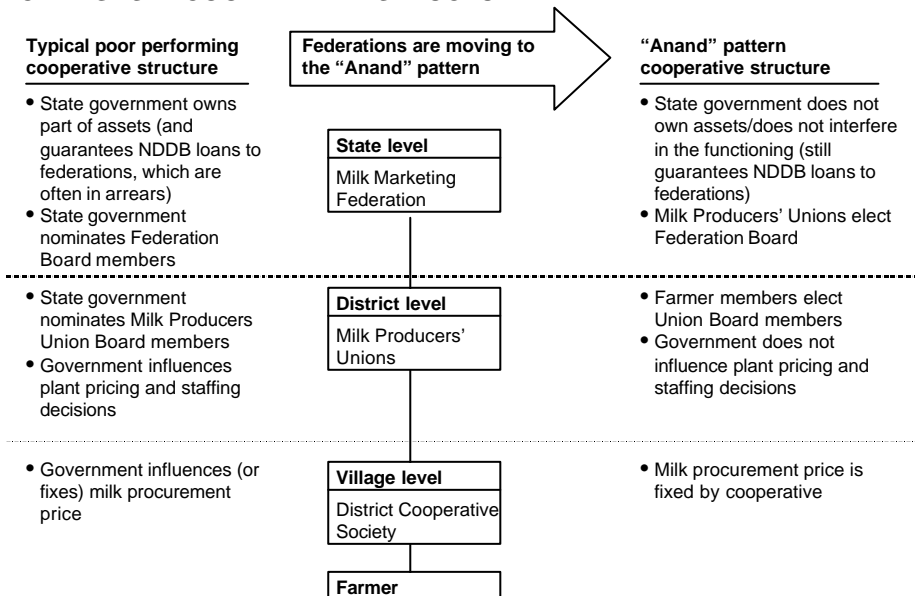 Typical poor performing
cooperative structure
Federations are moving to
the “Anand” pattern
“Anand” pattern
cooperative structure
• State government owns
part of assets (and
guarantees NDDB loans to
federations, which are
often in arrears)
• State government
nominates Federation
Board members
State level
Milk Marketing
Federation
• State government does not
own assets/does not interfere
in the functioning (still
guarantees NDDB loans to
federations)
• Milk Producers’ Unions elect
Federation Board
• State government
nominates Milk Producers
Union Board members
• Government influences
plant pricing and staffing
decisions
District level
Milk Producers’
Unions
• Farmer members elect
Union Board members
• Government does not
influence plant pricing and
staffing decisions
• Government influences (or
fixes) milk procurement
price
Village level
District Cooperative
Society
• Milk procurement price is
fixed by cooperative
Farmer